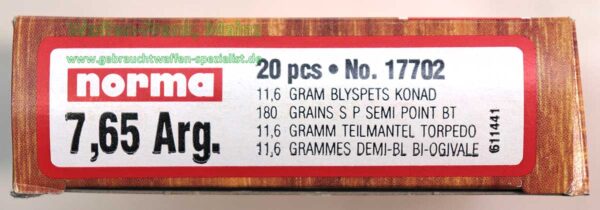 www.gebrauchtwaffen-spezialist.de
norma
7,65 Arg.
20 pcs • No. 17702
11,6 GRAM BLYSPETS KONAD
180 GRAINS S P SEMI POINT BT
11,6 GRAMM TEILMANTEL TORPEDO
11,6 GRAMMES DEMI-BL BI-OGIVALE
611441